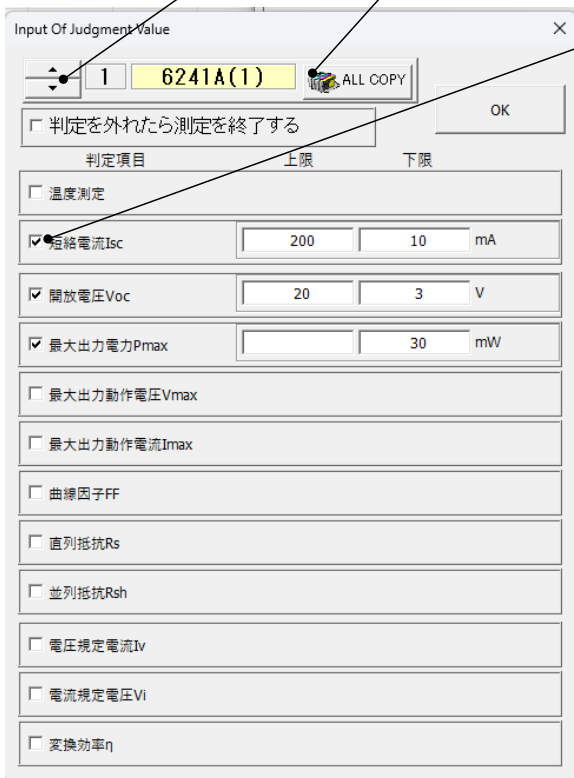 Input Of Judgment Value
1 6241A(1) ALL COPY
OK
判定を外れたら測定を終了する
判定項目 上限 下限
温度測定
短絡電流Isc 200 10 mA
開放電圧Voc 20 3 V
最大出力電力Pmax 30 mW
最大出力動作電圧Vmax
最大出力動作電流Imax
曲線因子FF
直列抵抗Rs
並列抵抗Rsh
電圧規定電流Iv
電流規定電圧Vi
変換効率η